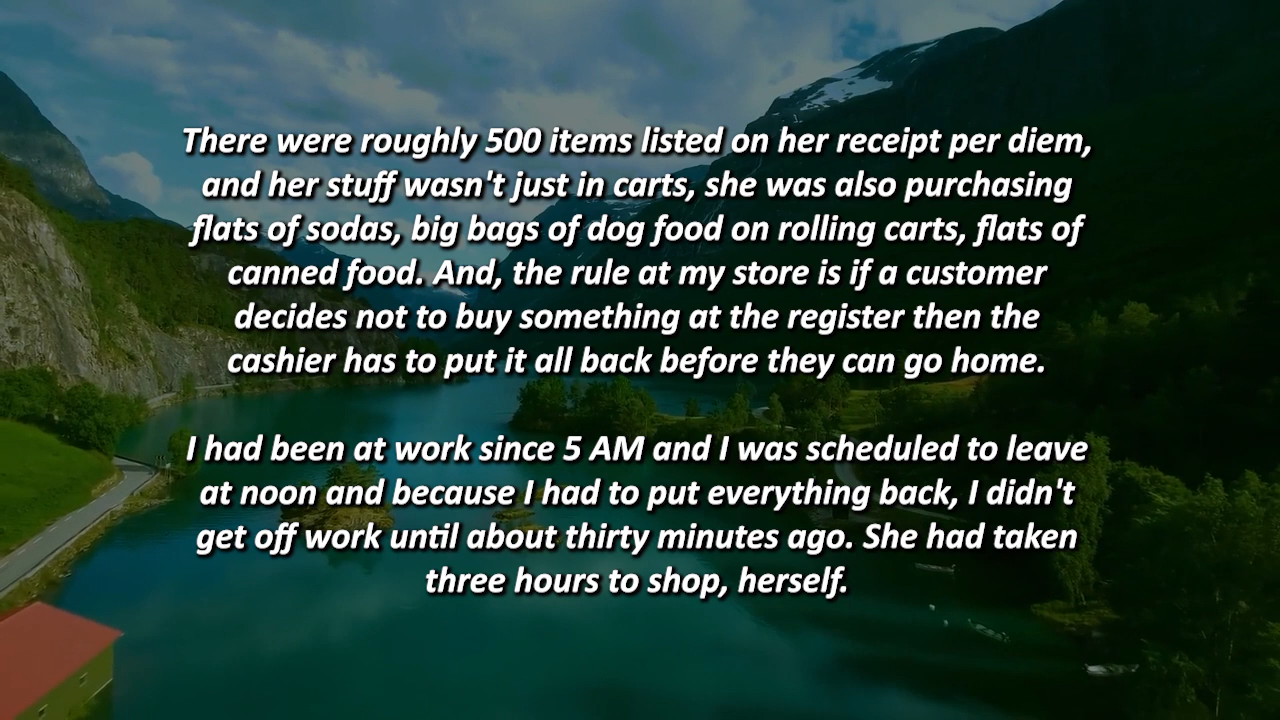 There were roughly 500 items listed on her receipt per diem,
and her stuff wasn't just in carts, she was also purchasing
flats of sodas, big bags of dog food on rolling carts, flats of
canned food. And, the rule at my store is if a customer
decides not to buy something at the register then the
cashier has to put it all back before they can go home.
I had been at work since 5 AM and I was scheduled to leave
at noon and because I had to put everything back, I didn't
get off work until about thirty minutes ago. She had taken
three hours to shop, herself.